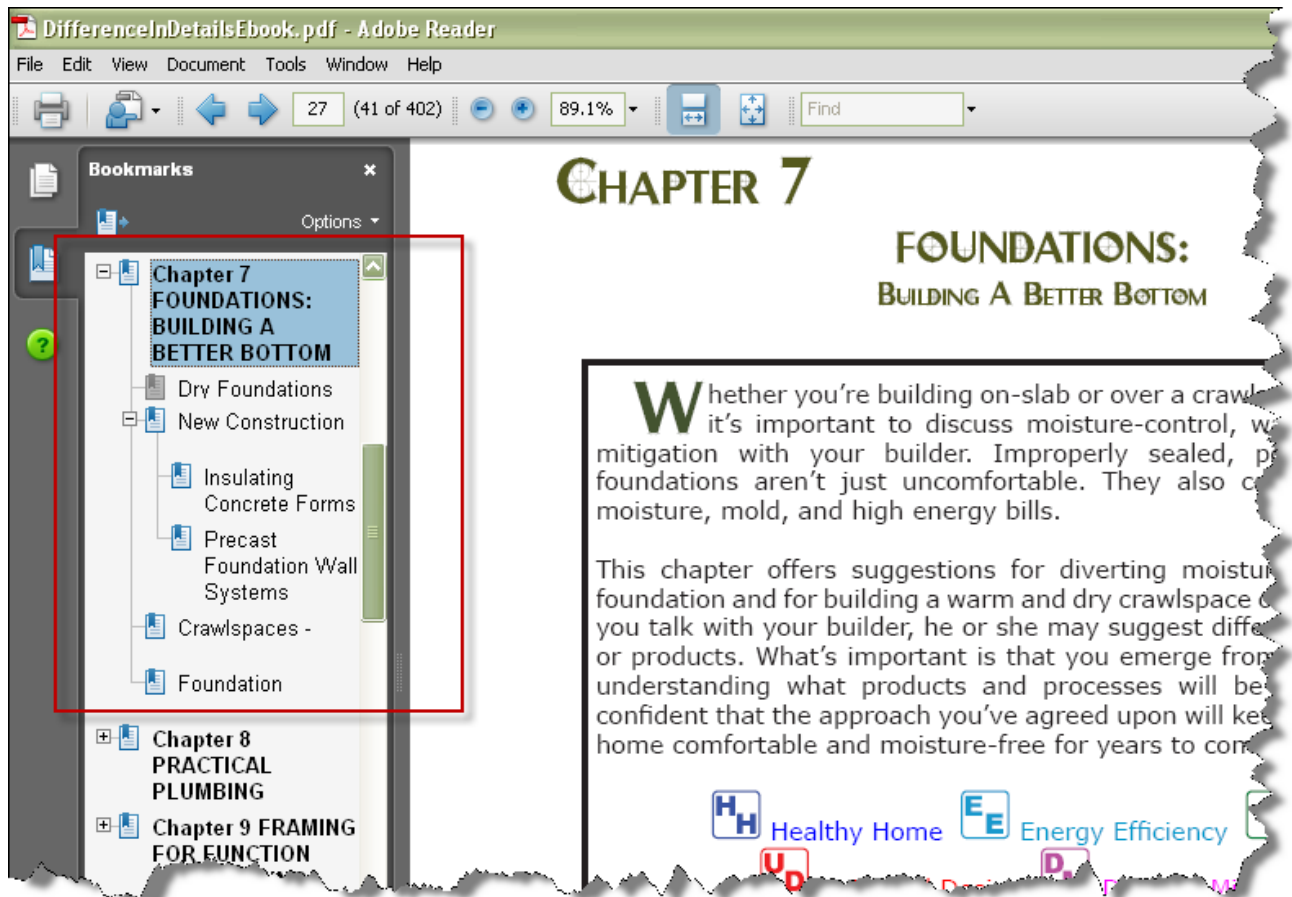 DifferenceInDetailsEbook.pdf - Adobe Reader
File Edit View Document Tools Window Help
27 (41 of 402) 89.1% Find
Bookmarks
Options
Chapter 7
FOUNDATIONS:
BUILDING A
BETTER BOTTOM
Dry Foundations
New Construction
Insulating
Concrete Forms
Precast
Foundation Wall
Systems
Crawlspaces -
Foundation
Chapter 8
PRACTICAL
PLUMBING
Chapter 9 FRAMING
FOR FUNCTION
CHAPTER 7
FOUNDATIONS:
BUILDING A BETTER BOTTOM
Whether you're building on-slab or over a
it's important to discuss moisture-control,
mitigation with your builder. Improperly sealed,
foundations aren't just uncomfortable. They also
moisture, mold, and high energy bills.
This chapter offers suggestions for diverting
foundation and for building a warm and dry crawlspace
you talk with your builder, he or she may suggest
or products. What's important is that you emerge
understanding what products and processes will
confident that the approach you've agreed upon will
home comfortable and moisture-free for years to
HH Healthy Home EE Energy Efficiency
UD D